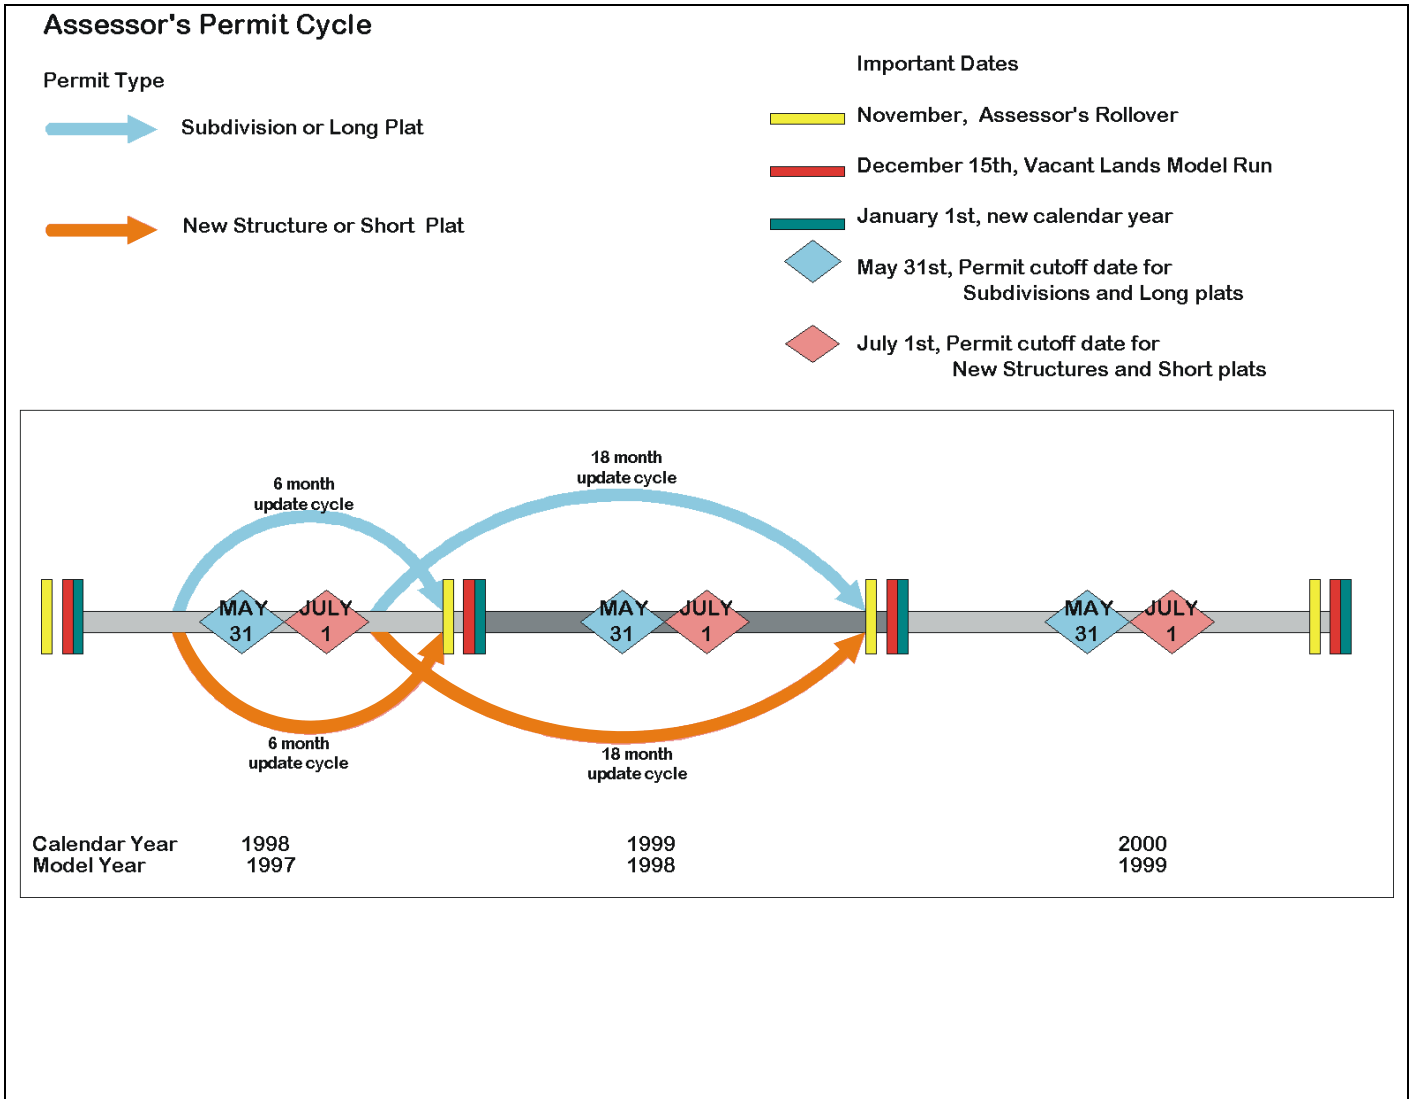 Assessor's Permit Cycle
Permit Type
Subdivision or Long Plat
New Structure or Short Plat
Important Dates
November, Assessor's Rollover
December 15th, Vacant Lands Model Run
January 1st, new calendar year
May 31st, Permit cutoff date for
Subdivisions and Long plats
July 1st, Permit cutoff date for
New Structures and Short plats
6 month
update cycle
18 month
update cycle
MAY
31
JULY
1
MAY
31
JULY
1
MAY
31
JULY
1
6 month
update cycle
18 month
update cycle
Calendar Year 1998 1999 2000
Model Year 1997 1998 1999